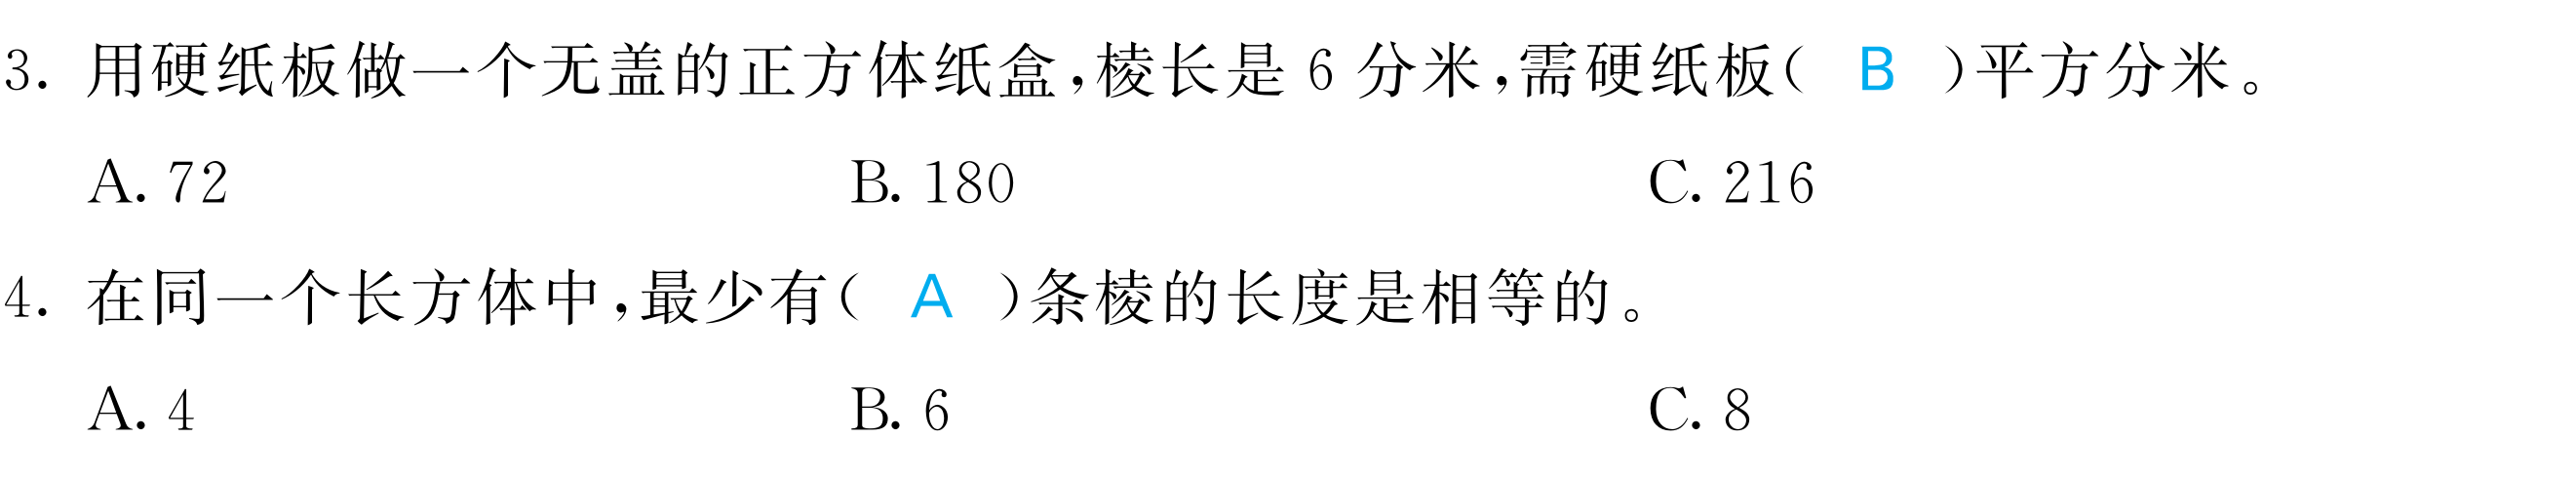 3. 用硬纸板做一个无盖的正方体纸盒,棱长是 6 分米,需硬纸板( B )平方分米。
A. 72 B. 180 C. 216
4. 在同一个长方体中,最少有( A )条棱的长度是相等的。
A. 4 B. 6 C. 8